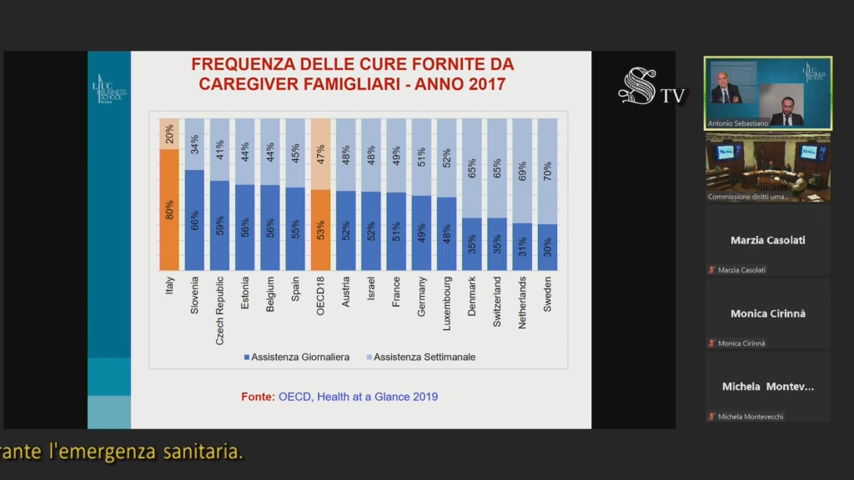 FREQUENZA DELLE CURE FORNITE DA
CAREGIVER FAMIGLIARI - ANNO 2017
LIUC
BUSINESS
SCHOOL
20% 34% 41% 44% 44% 45% 47% 48% 48% 49% 51% 52% 65% 65% 69% 70%
80% 66% 59% 56% 56% 55% 53% 52% 52% 51% 49% 48% 35% 35% 31% 30%
Italy Slovenia Czech Republic Estonia Belgium Spain OECD18 Austria Israel France Germany Luxembourg Denmark Switzerland Netherlands Sweden
Assistenza Giornaliera Assistenza Settimanale
Fonte: OECD, Health at a Glance 2019
S TV
Antonio Sebastiano
Commissione diritti uma...
Marzia Casolati
Marzia Casolati
Monica Cirinnà
Monica Cirinnà
Michela Montev...
Michela Montevecchi
rante l'emergenza sanitaria.